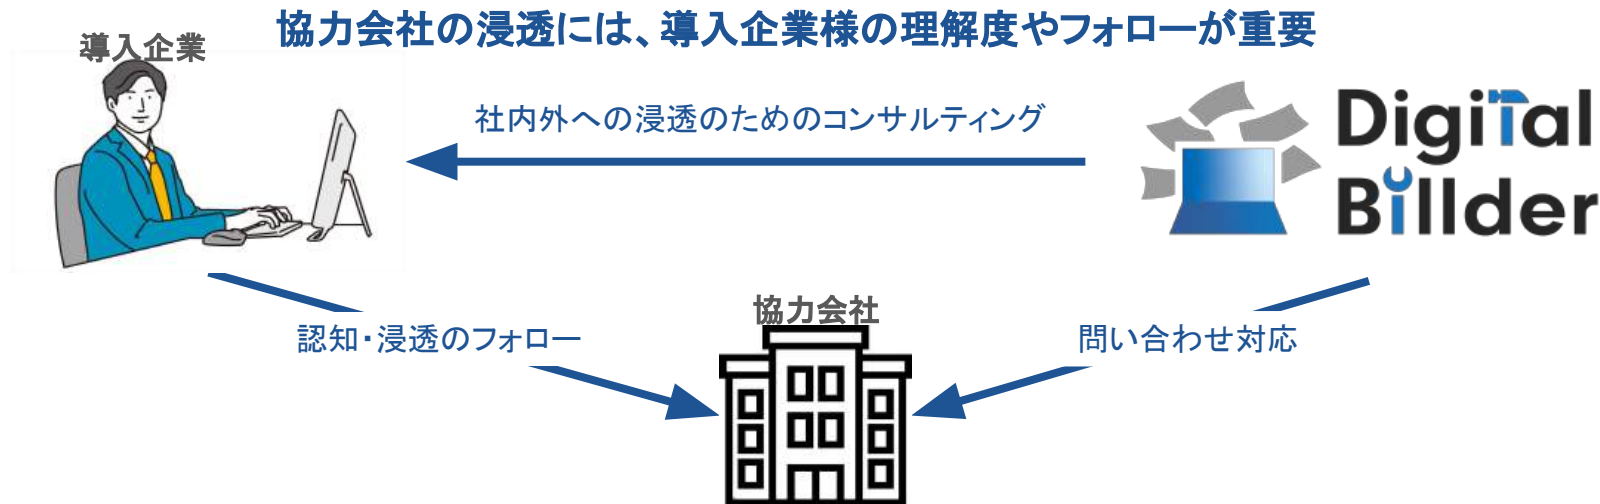 協力会社の浸透には、導入企業様の理解度やフォローが重要
導入企業
社内外への浸透のためのコンサルティング
Digital
Billder
協力会社
認知・浸透のフォロー
問い合わせ対応